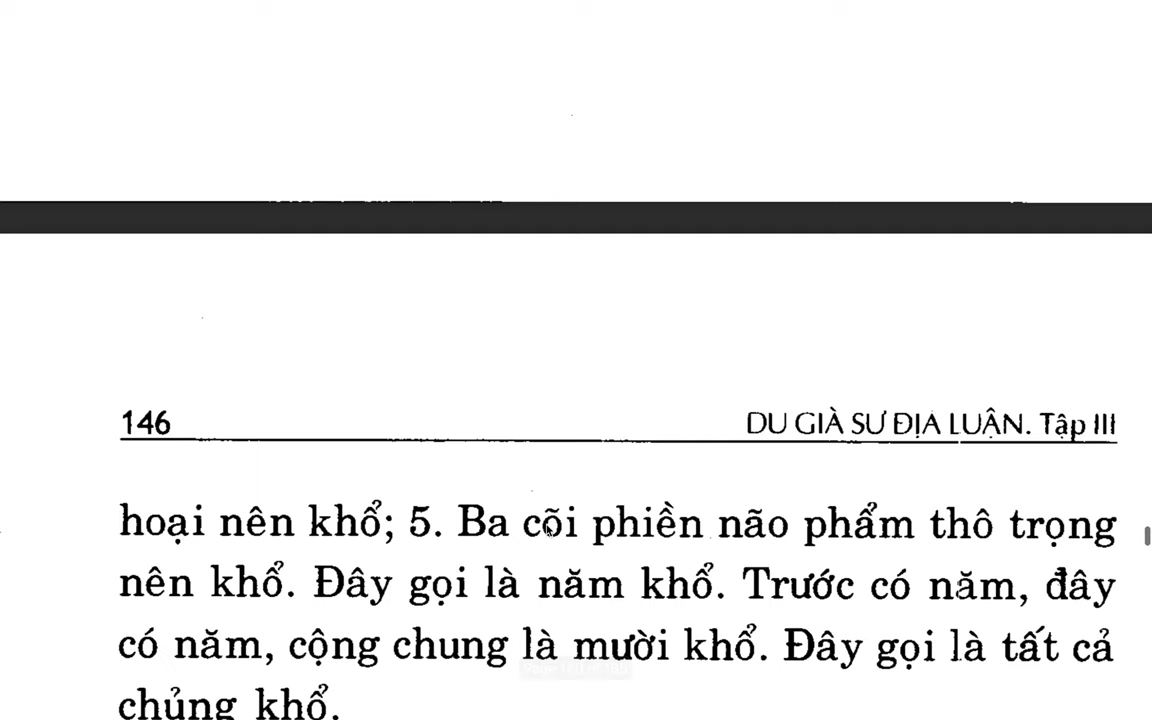 146
DU GIÀ SƯ ĐỊA LUẬN. Tập III
hoại nên khổ; 5. Ba cõi phiền não phẩm thô trọng
nên khổ. Đây gọi là năm khổ. Trước có năm, đây
có năm, cộng chung là mười khổ. Đây gọi là tất cả
chủng khổ.